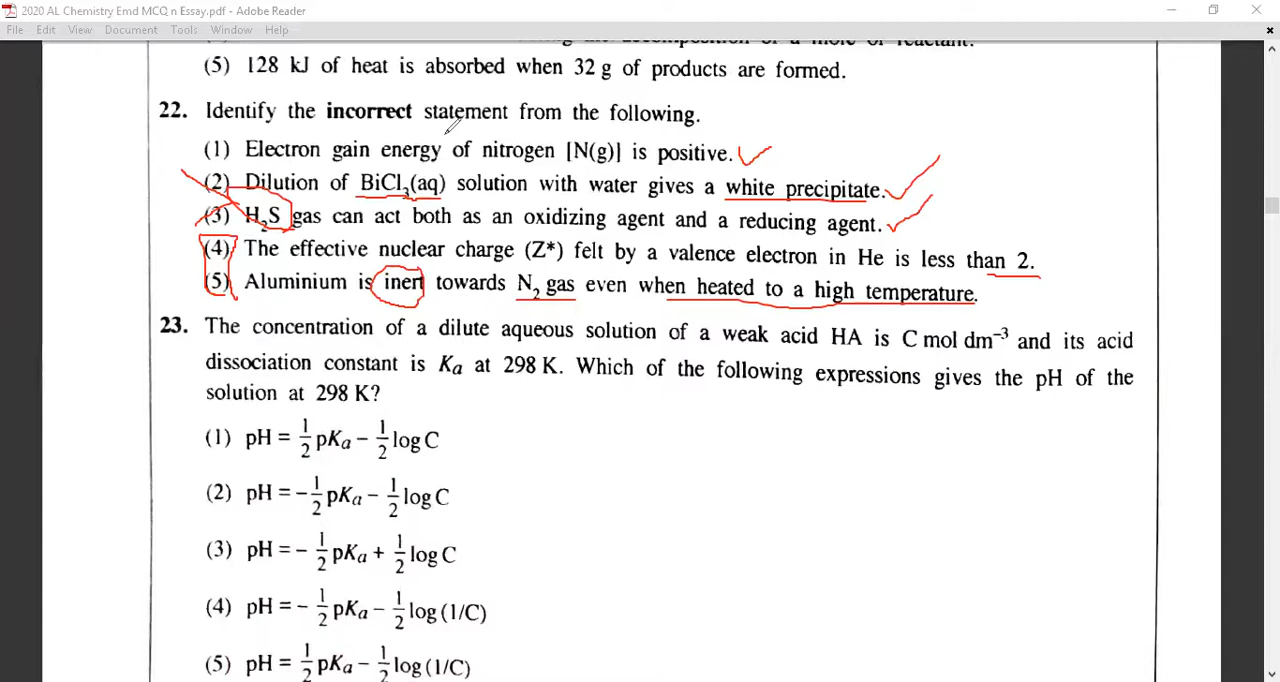 2020 AL Chemistry Emd MCQ n Essay.pdf - Adobe Reader
File Edit View Document Tools Window Help
(5) 128 kJ of heat is absorbed when 32 g of products are formed.
22. Identify the incorrect statement from the following.
(1) Electron gain energy of nitrogen [N(g)] is positive.
(2) Dilution of BiCl₃(aq) solution with water gives a white precipitate.
(3) H₂S gas can act both as an oxidizing agent and a reducing agent.
(4) The effective nuclear charge (Z*) felt by a valence electron in He is less than 2.
(5) Aluminium is inert towards N₂ gas even when heated to a high temperature.
23. The concentration of a dilute aqueous solution of a weak acid HA is C mol dm⁻³ and its acid
dissociation constant is Kₐ at 298 K. Which of the following expressions gives the pH of the
solution at 298 K?
(1) pH = ½ pKₐ − ½ log C
(2) pH = − ½ pKₐ − ½ log C
(3) pH = − ½ pKₐ + ½ log C
(4) pH = − ½ pKₐ − ½ log (1/C)
(5) pH = ½ pKₐ − ½ log (1/C)